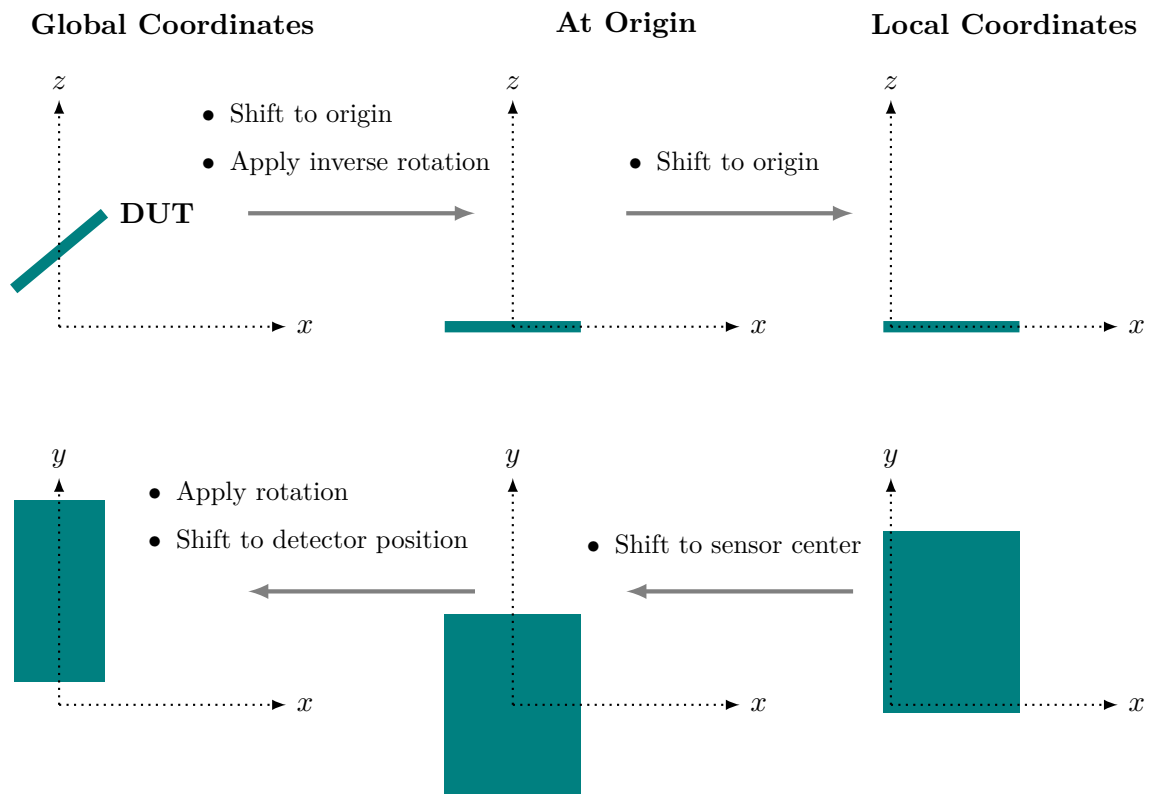 Global Coordinates
At Origin
Local Coordinates
z
z
z
• Shift to origin
• Apply inverse rotation
• Shift to origin
DUT
x
x
x
y
y
y
• Apply rotation
• Shift to detector position
• Shift to sensor center
x
x
x